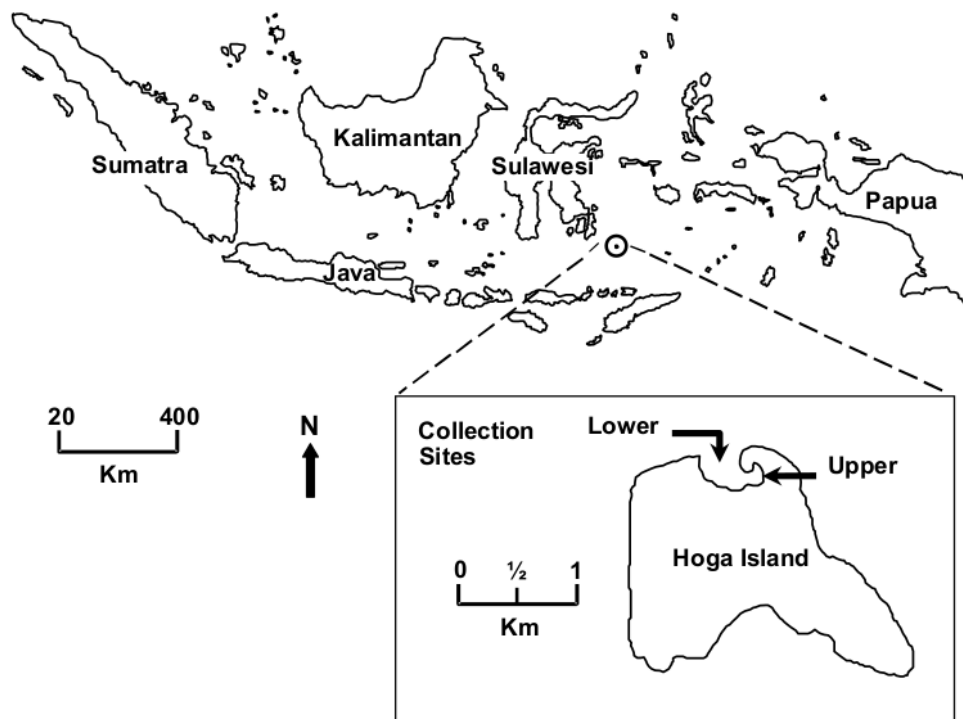 Kalimantan
Sumatra
Sulawesi
Papua
Java
20 400
Km
N
Collection
Sites
Lower
Upper
Hoga Island
0 ½ 1
Km